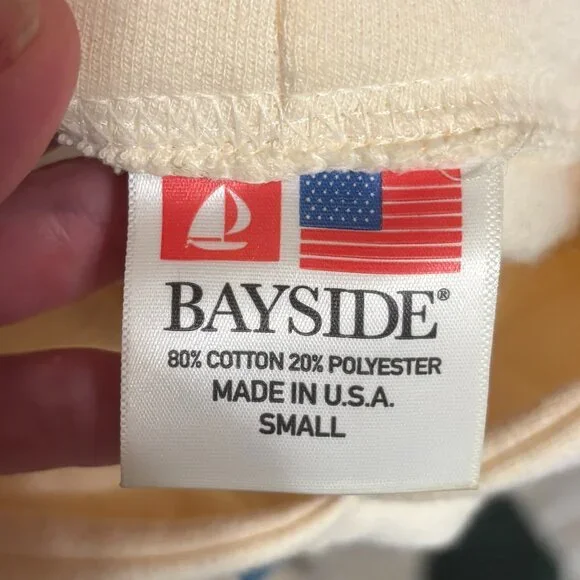 BAYSIDE®
80% COTTON 20% POLYESTER
MADE IN U.S.A.
SMALL